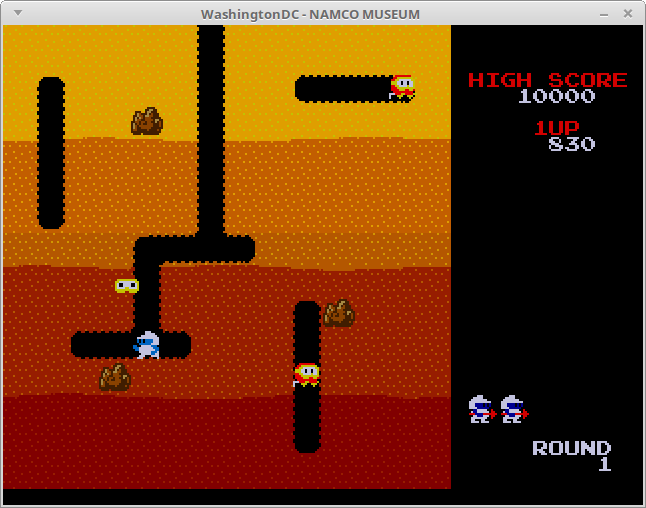 WashingtonDC - NAMCO MUSEUM
HIGH SCORE
10000
1UP
830
ROUND
1